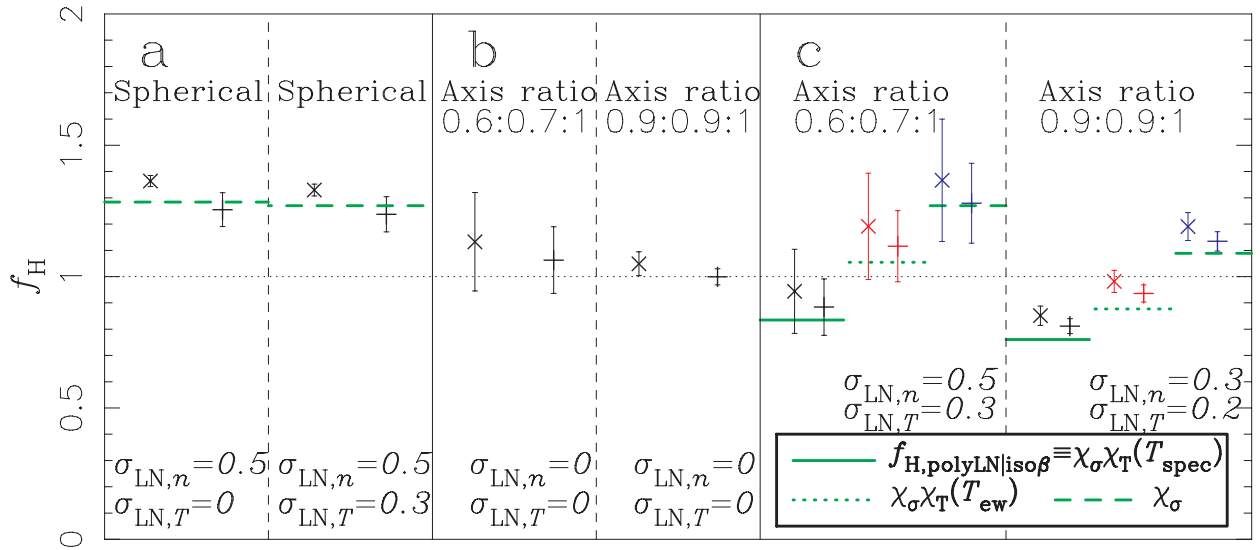 2
a
b
c
Spherical
Spherical
Axis ratio
0.6:0.7:1
Axis ratio
0.9:0.9:1
Axis ratio
0.6:0.7:1
Axis ratio
0.9:0.9:1
1.5
f_H
1
0.5
0
σ_LN,n=0.5
σ_LN,T=0
σ_LN,n=0.5
σ_LN,T=0.3
σ_LN,n=0
σ_LN,T=0
σ_LN,n=0
σ_LN,T=0
σ_LN,n=0.5
σ_LN,T=0.3
σ_LN,n=0.3
σ_LN,T=0.2
f_H,polyLN|isoβ≡χ_σχ_T(T_spec)
χ_σχ_T(T_ew)
χ_σ